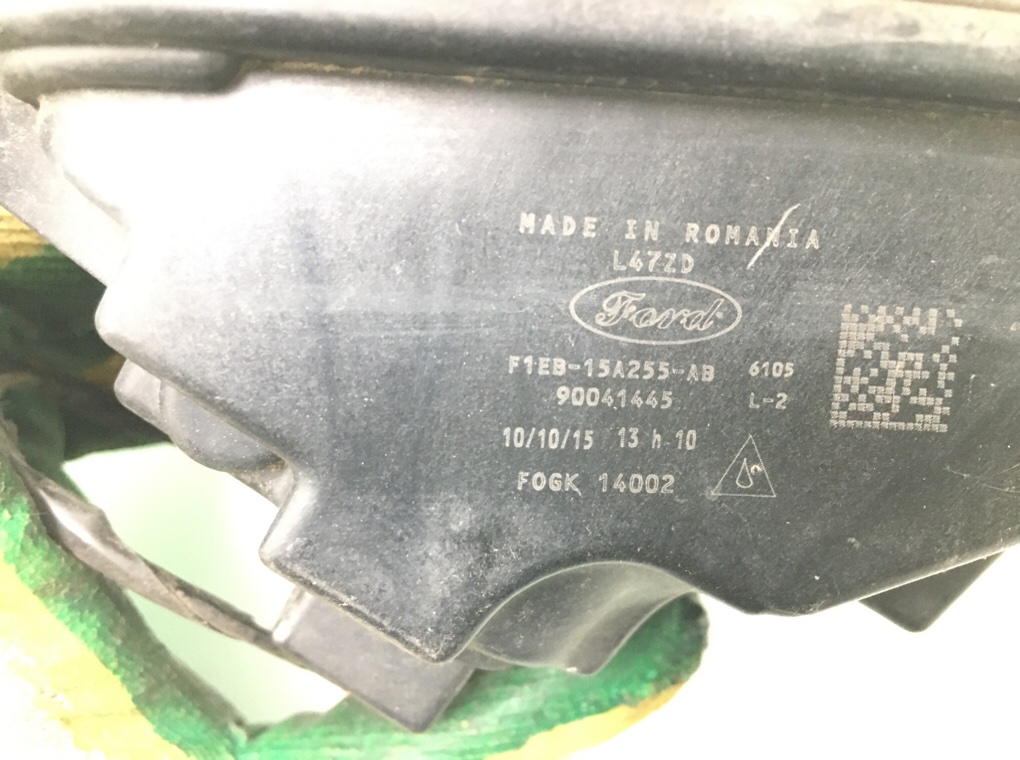 MADE IN ROMANIA
L47ZD
Ford
F1EB-15A255-AB 6105
90041445 L-2
10/10/15 13 h 10
FOGK 14002